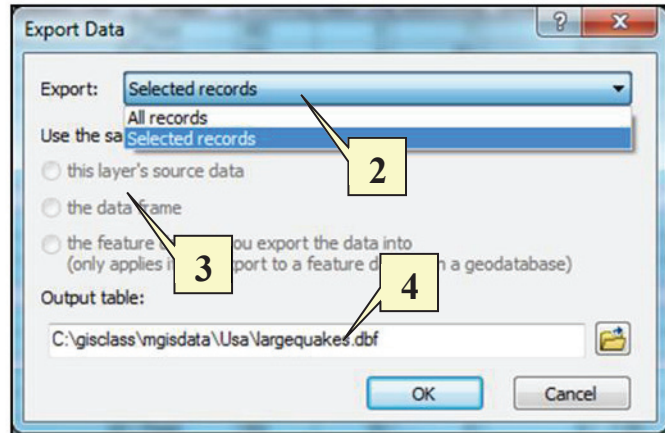 Export Data
?
X
Export: Selected records
All records
Use the sa Selected records
this layer's source data
2
the data frame
the feature d you export the data into
3
(only applies i port to a feature d n a geodatabase)
4
Output table:
C:\gisclass\mgisdata\Usa\largequakes.dbf
OK Cancel